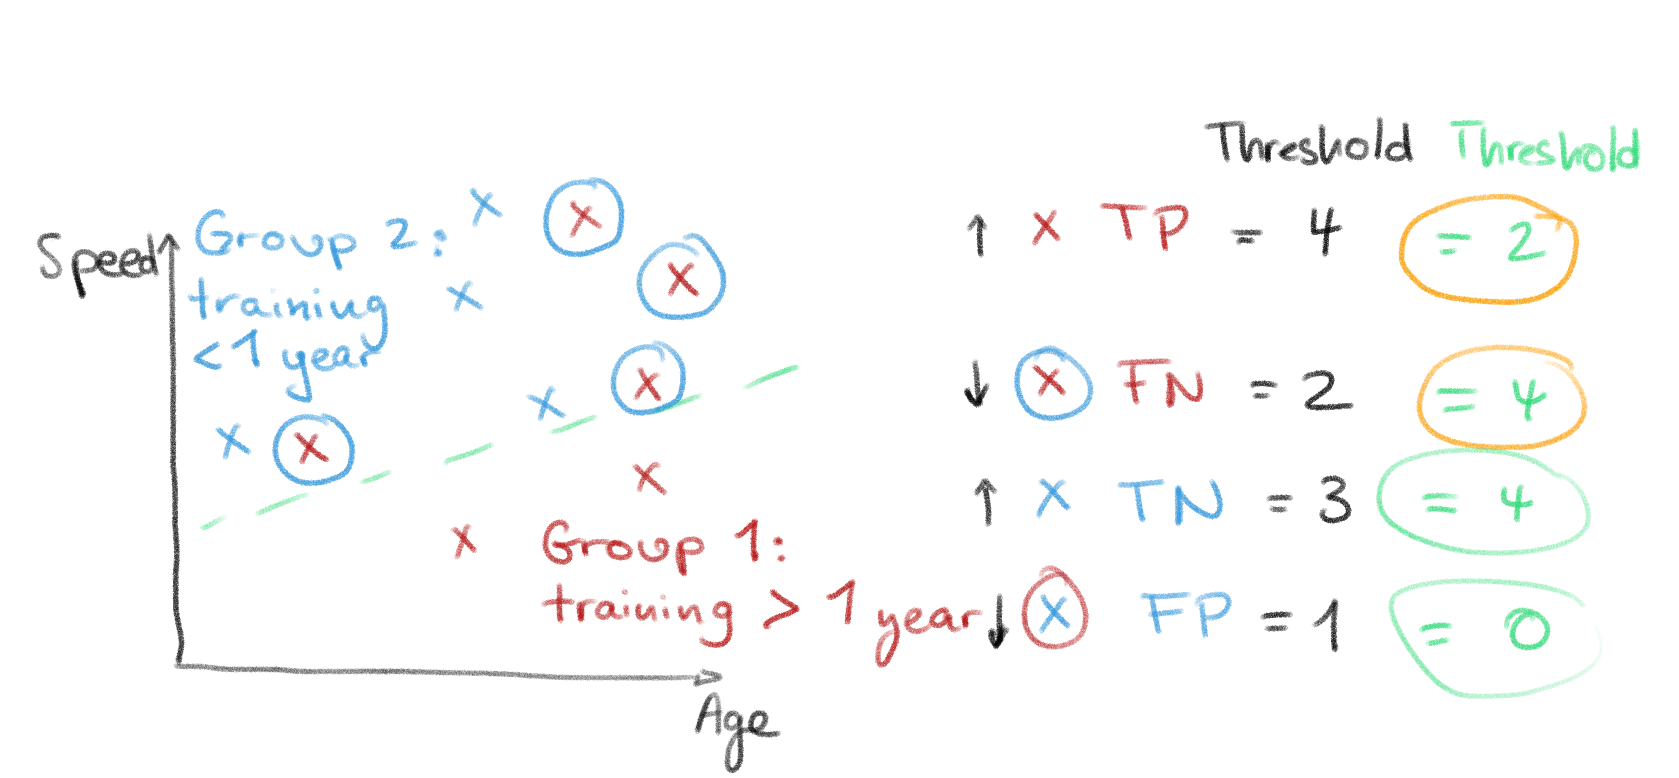 Threshold Threshold
Speed
Group 2:
training
< 1 year
x TP = 4 = 2
x FN = 2 = 4
x TN = 3 = 4
Group 1:
training > 1 year
x FP = 1 = 0
Age